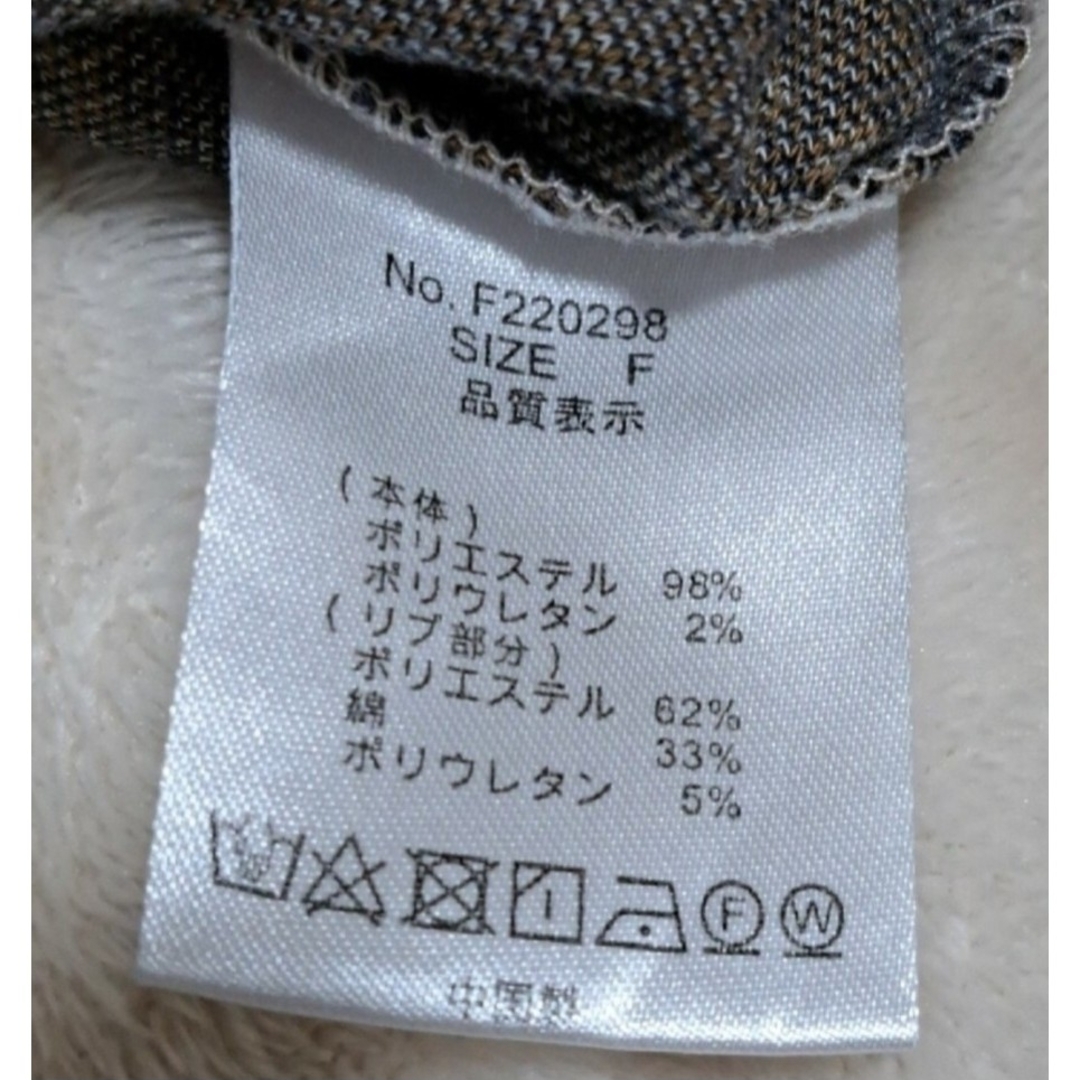 No. F220298
SIZE F
品質表示
(本体)
ポリエステル 98%
ポリウレタン 2%
(リブ部分)
ポリエステル 62%
綿 33%
ポリウレタン 5%
F W
中国製